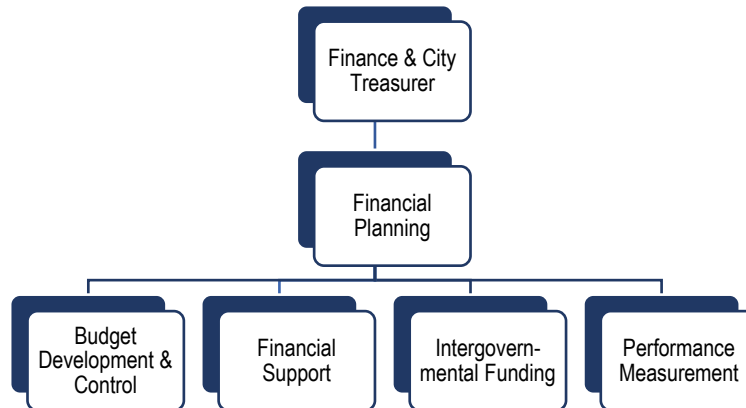 Finance & City
Treasurer
Financial
Planning
Budget
Development &
Control
Financial
Support
Intergovern-
mental Funding
Performance
Measurement